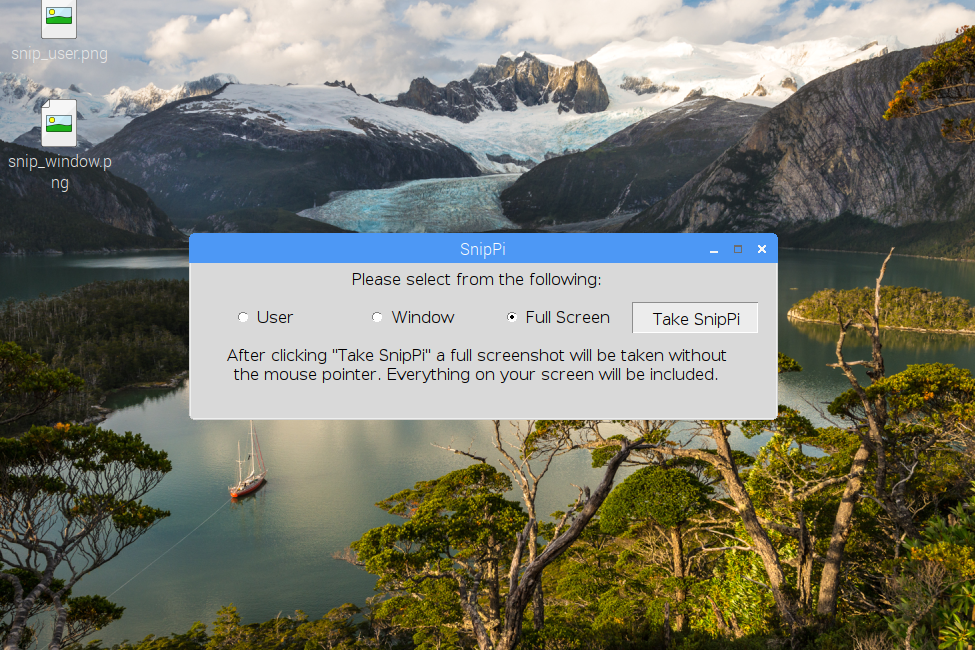 snip_user.png
snip_window.p
ng
SnipPi
Please select from the following:
User
Window
Full Screen
Take SnipPi
After clicking "Take SnipPi" a full screenshot will be taken without
the mouse pointer. Everything on your screen will be included.